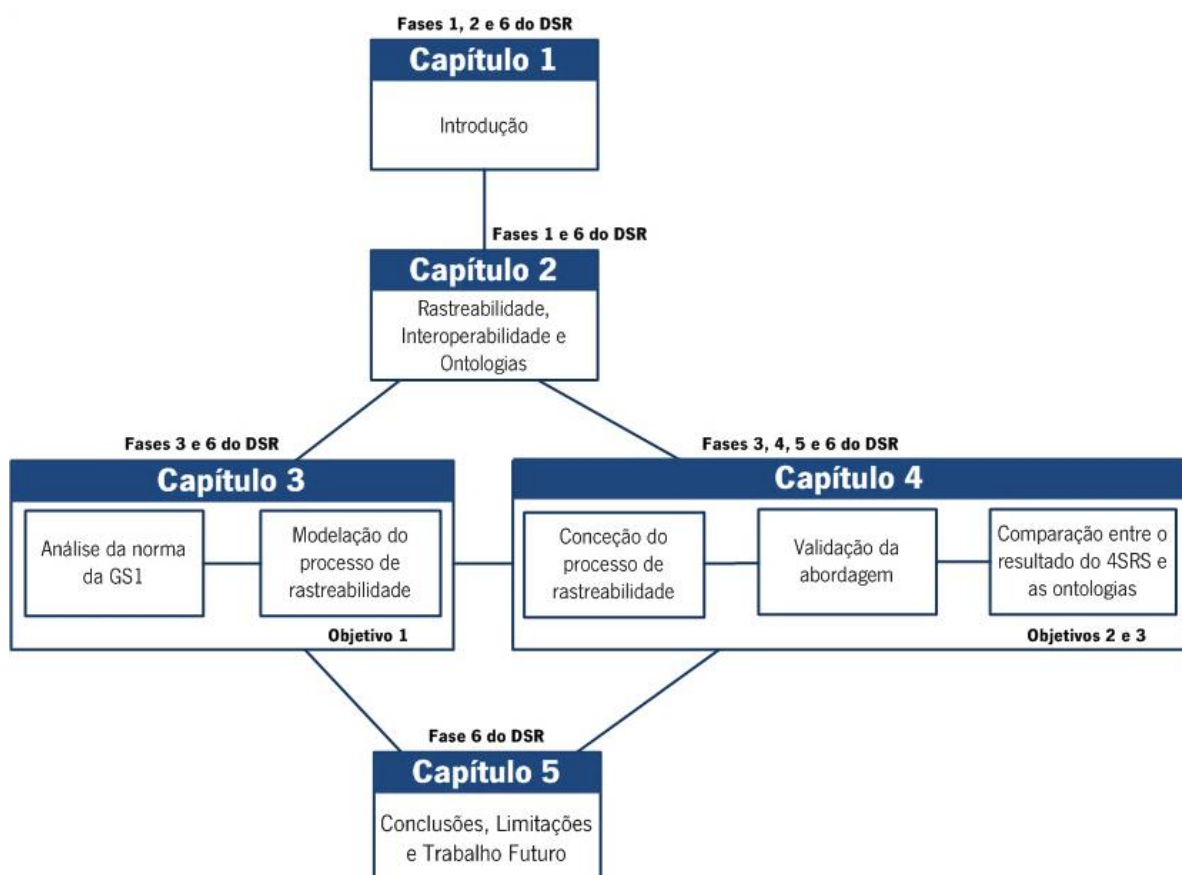 Fases 1, 2 e 6 do DSR
Capítulo 1
Introdução
Fases 1 e 6 do DSR
Capítulo 2
Rastreabilidade,
Interoperabilidade e
Ontologias
Fases 3 e 6 do DSR
Capítulo 3
Análise da norma
da GS1
Modelação do
processo de
rastreabilidade
Objetivo 1
Fases 3, 4, 5 e 6 do DSR
Capítulo 4
Conceção do
processo de
rastreabilidade
Validação da
abordagem
Comparação entre o
resultado do 4SRS e
as ontologias
Objetivos 2 e 3
Fase 6 do DSR
Capítulo 5
Conclusões, Limitações
e Trabalho Futuro